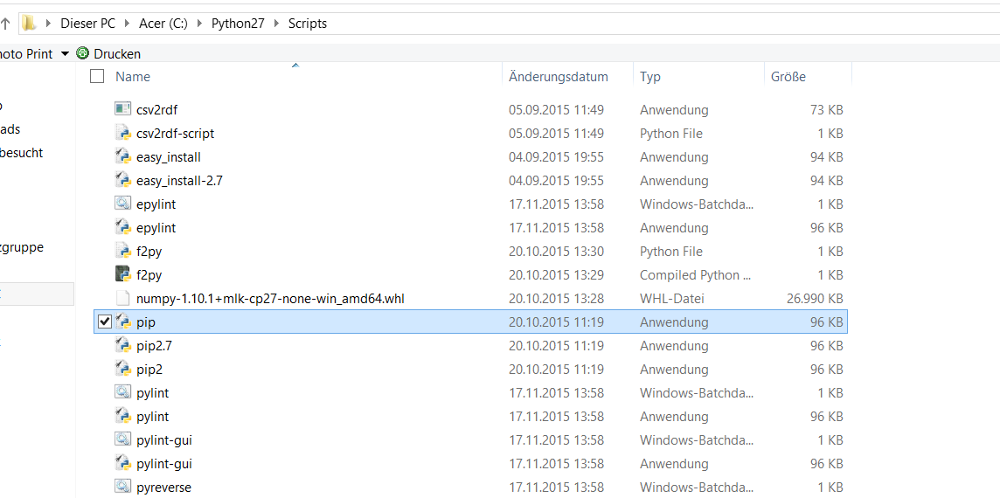 Dieser PC Acer (C:) Python27 Scripts
hoto Print Drucken
Name Änderungsdatum Typ Größe
csv2rdf 05.09.2015 11:49 Anwendung 73 KB
ads csv2rdf-script 05.09.2015 11:49 Python File 1 KB
besucht easy_install 04.09.2015 19:55 Anwendung 94 KB
easy_install-2.7 04.09.2015 19:55 Anwendung 94 KB
epylint 17.11.2015 13:58 Windows-Batchda... 1 KB
epylint 17.11.2015 13:58 Anwendung 96 KB
zgruppe f2py 20.10.2015 13:30 Python File 1 KB
f2py 20.10.2015 13:29 Compiled Python ... 1 KB
numpy-1.10.1+mlk-cp27-none-win_amd64.whl 20.10.2015 13:28 WHL-Datei 26.990 KB
pip 20.10.2015 11:19 Anwendung 96 KB
pip2.7 20.10.2015 11:19 Anwendung 96 KB
pip2 20.10.2015 11:19 Anwendung 96 KB
pylint 17.11.2015 13:58 Windows-Batchda... 1 KB
pylint 17.11.2015 13:58 Anwendung 96 KB
pylint-gui 17.11.2015 13:58 Windows-Batchda... 1 KB
pylint-gui 17.11.2015 13:58 Anwendung 96 KB
pyreverse 17.11.2015 13:58 Windows-Batchda... 1 KB